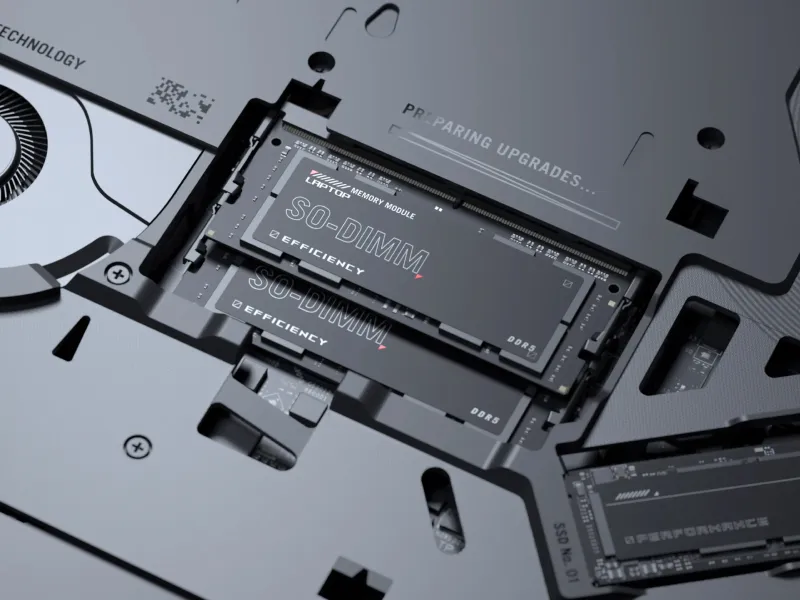 TECHNOLOGY
PREPARING UPGRADES...
LAPTOP MEMORY MODULE
SO-DIMM
EFFICIENCY
DDR5
SO-DIMM
EFFICIENCY
DDR5
PERFORMANCE
SSD No. 01